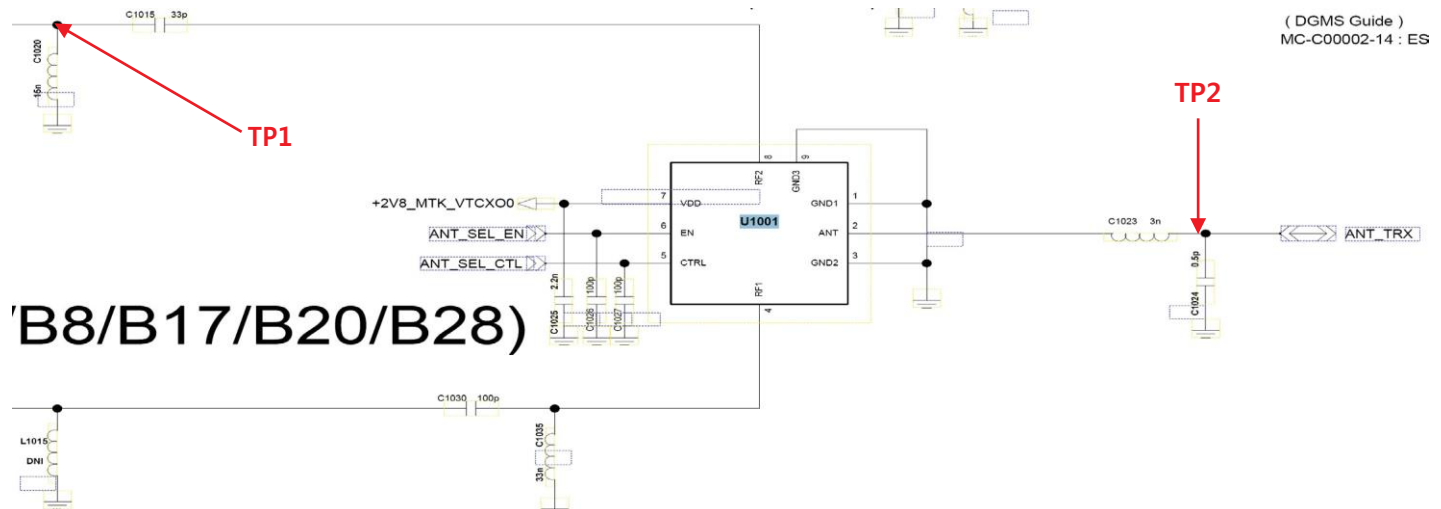 C1015 33p
( DGMS Guide )
MC-C00002-14 : ES
C1020
15n
TP1
TP2
8
9
RF2
GND3
+2V8_MTK_VTCXO0
7
VDD
GND1
1
U1001
ANT_SEL_EN
6
EN
ANT
2
C1023 3n
ANT_TRX
ANT_SEL_CTL
5
CTRL
GND2
3
2.2n
100p
100p
0.5p
RF1
4
C1025
C1026
C1027
C1024
/B8/B17/B20/B28)
C1030 100p
L1015
DNI
C1035
33n